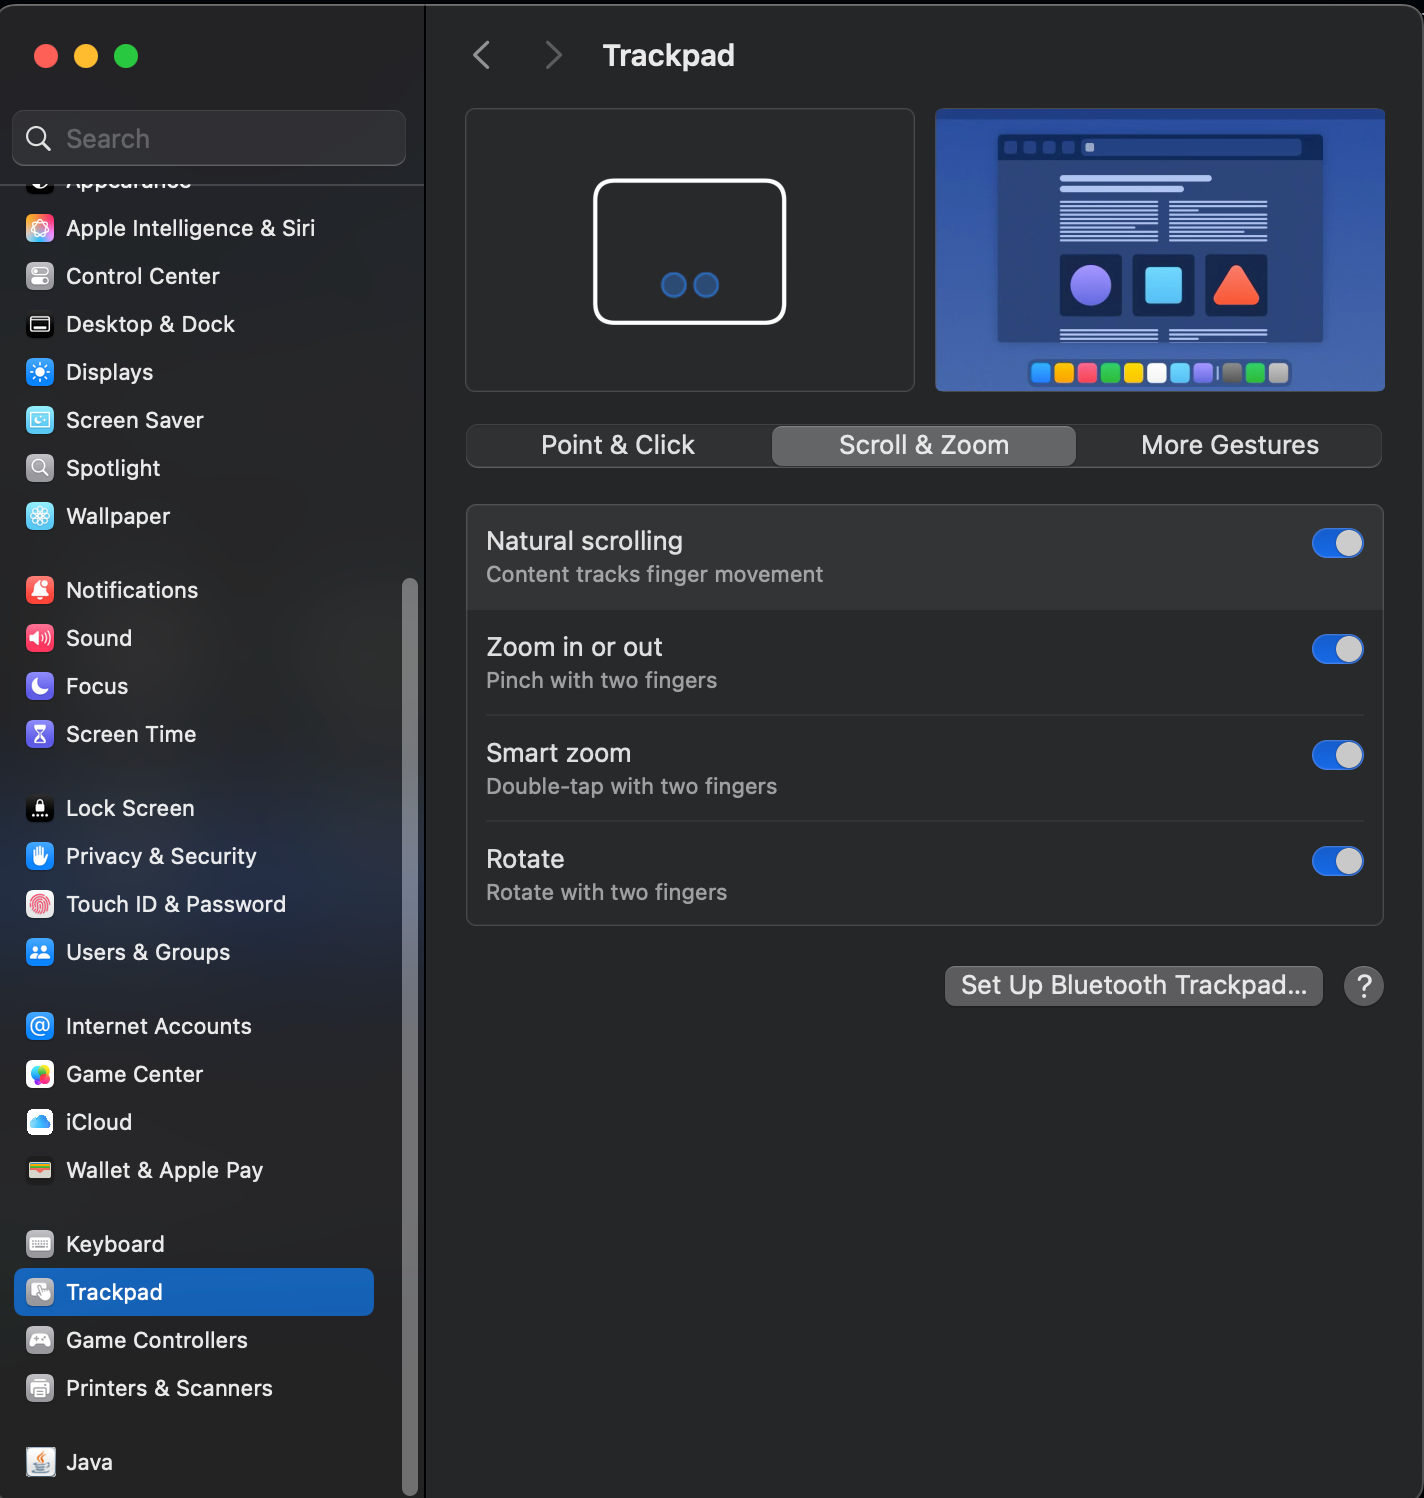 Trackpad
Search
Appearance
Apple Intelligence & Siri
Control Center
Desktop & Dock
Displays
Screen Saver
Spotlight
Wallpaper
Notifications
Sound
Focus
Screen Time
Lock Screen
Privacy & Security
Touch ID & Password
Users & Groups
Internet Accounts
Game Center
iCloud
Wallet & Apple Pay
Keyboard
Trackpad
Game Controllers
Printers & Scanners
Java
Point & Click
Scroll & Zoom
More Gestures
Natural scrolling
Content tracks finger movement
Zoom in or out
Pinch with two fingers
Smart zoom
Double-tap with two fingers
Rotate
Rotate with two fingers
Set Up Bluetooth Trackpad...
?